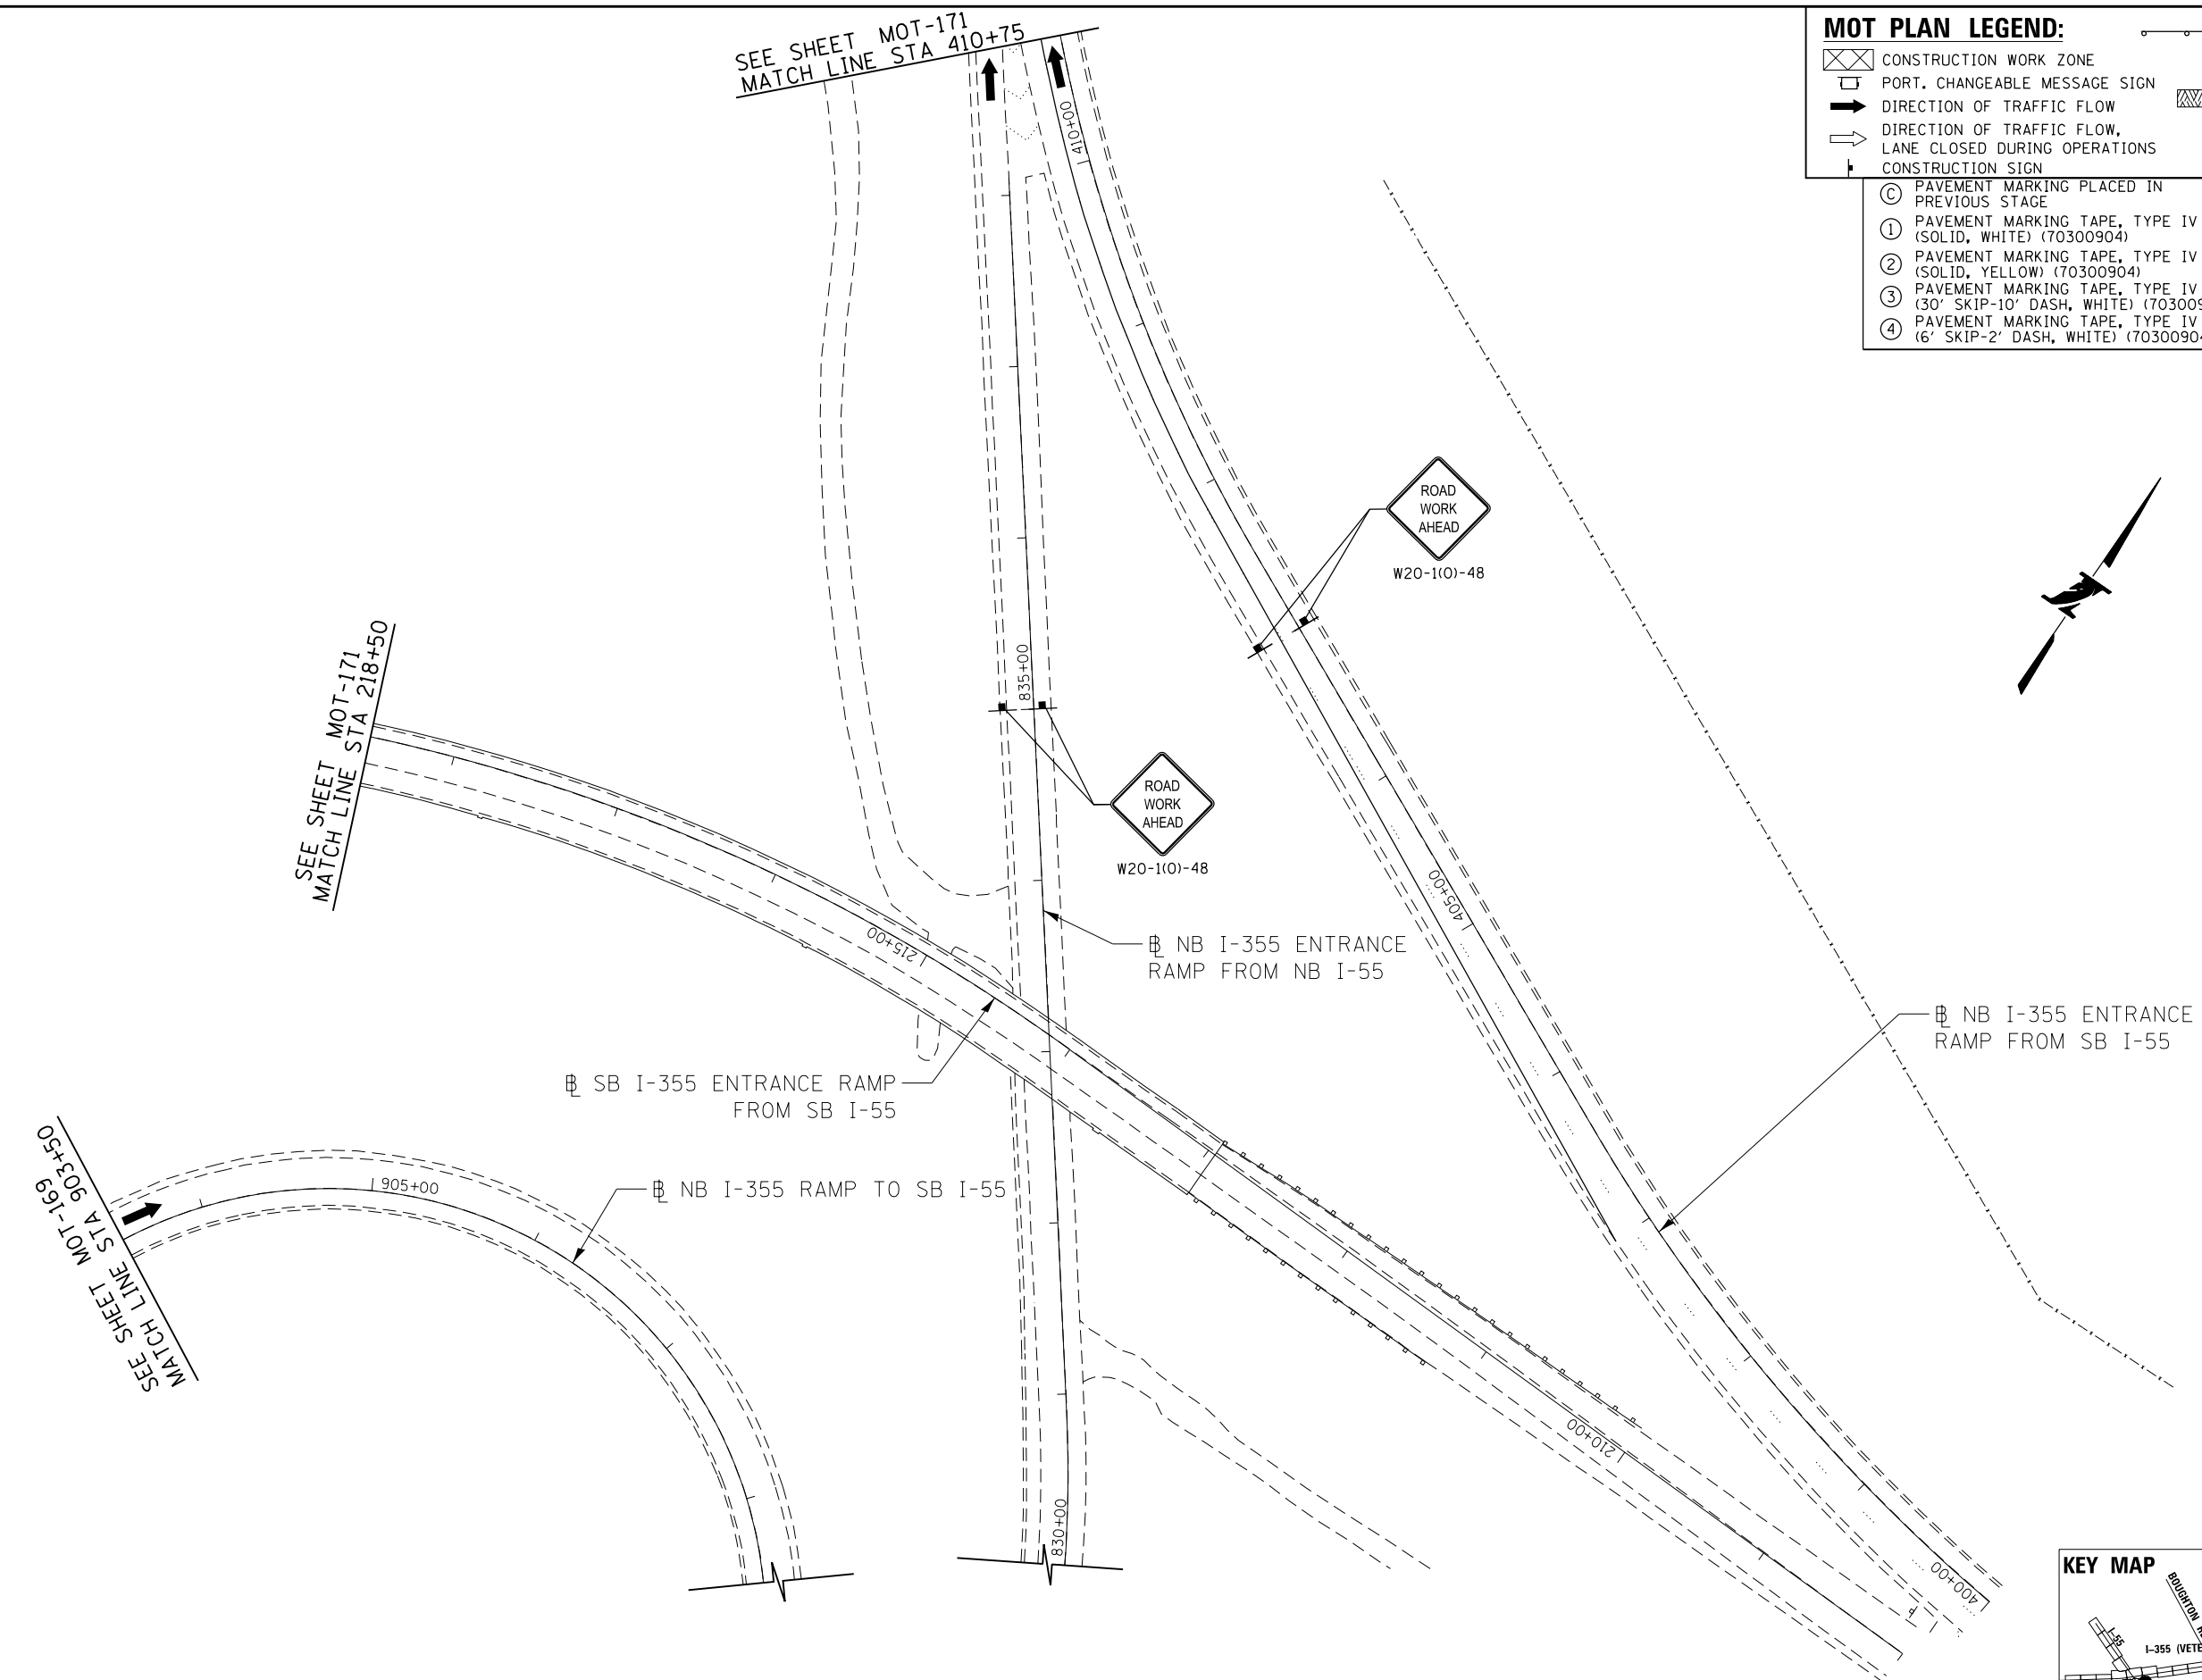 SEE SHEET MOT-171
MATCH LINE STA 410+75
MOT PLAN LEGEND:
CONSTRUCTION WORK ZONE
PORT. CHANGEABLE MESSAGE SIGN
DIRECTION OF TRAFFIC FLOW
DIRECTION OF TRAFFIC FLOW,
LANE CLOSED DURING OPERATIONS
CONSTRUCTION SIGN
C PAVEMENT MARKING PLACED IN
PREVIOUS STAGE
1 PAVEMENT MARKING TAPE, TYPE IV
(SOLID, WHITE) (70300904)
2 PAVEMENT MARKING TAPE, TYPE IV
(SOLID, YELLOW) (70300904)
3 PAVEMENT MARKING TAPE, TYPE IV
(30' SKIP-10' DASH, WHITE)
4 PAVEMENT MARKING TAPE, TYPE IV
(6' SKIP-2' DASH, WHITE)
410+00
ROAD
WORK
AHEAD
W20-1(O)-48
835+00
SEE SHEET MOT-171
MATCH LINE STA 218+50
ROAD
WORK
AHEAD
W20-1(O)-48
405+00
215+00
℄ NB I-355 ENTRANCE
RAMP FROM NB I-55
℄ NB I-355 ENTRANCE
RAMP FROM SB I-55
℄ SB I-355 ENTRANCE RAMP
FROM SB I-55
SEE SHEET MOT-169
MATCH LINE STA 903+50
905+00
℄ NB I-355 RAMP TO SB I-55
210+00
830+00
400+00
KEY MAP
BOUGHTON
I-55
I-355